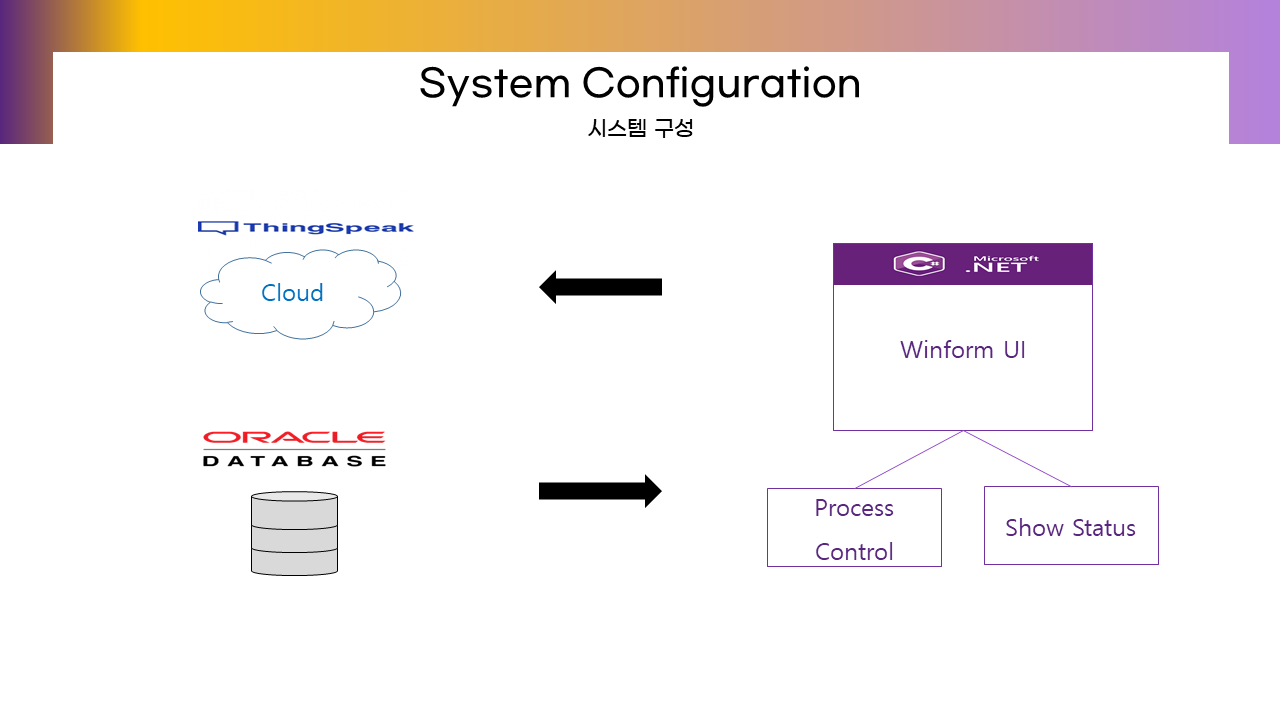 System Configuration
시스템 구성
ThingSpeak
Cloud
C#
Microsoft
.NET
Winform UI
ORACLE
DATABASE
Process
Control
Show Status